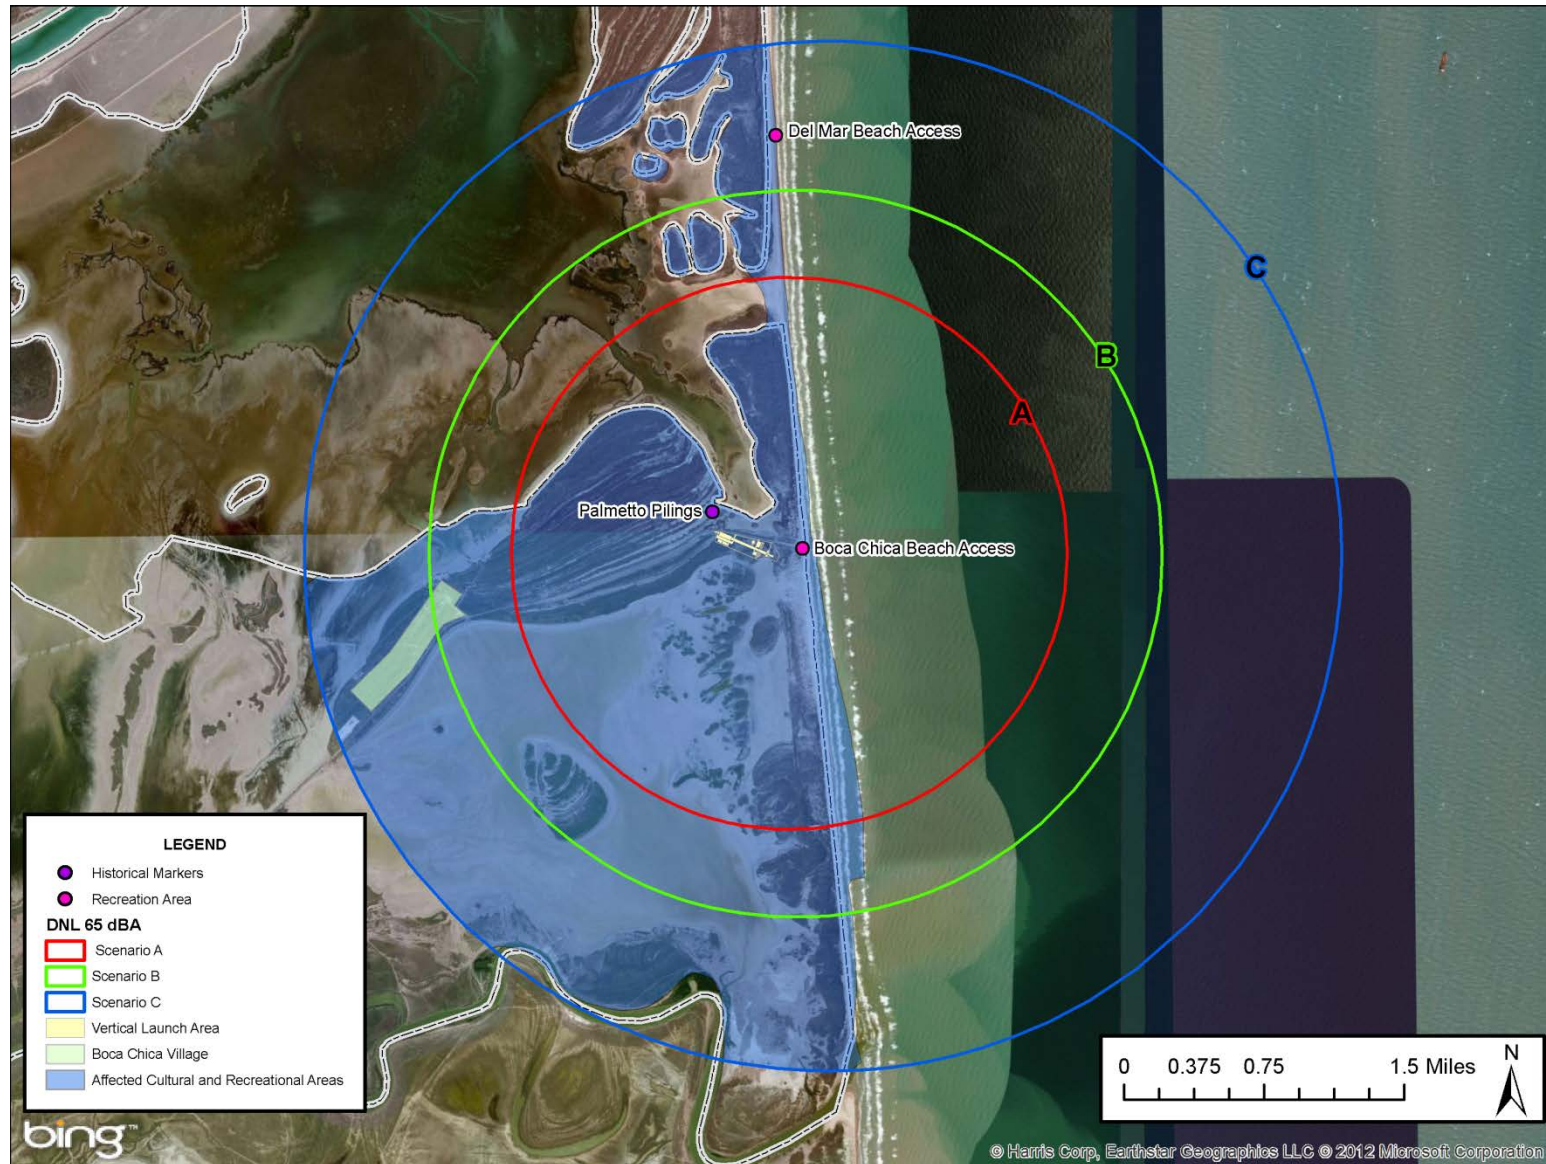 Del Mar Beach Access
C
B
A
Palmetto Pilings
Boca Chica Beach Access
LEGEND
Historical Markers
Recreation Area
DNL 65 dBA
Scenario A
Scenario B
Scenario C
Vertical Launch Area
Boca Chica Village
Affected Cultural and Recreational Areas
N
0 0.375 0.75 1.5 Miles
bing™
© Harris Corp, Earthstar Geographics LLC © 2012 Microsoft Corporation